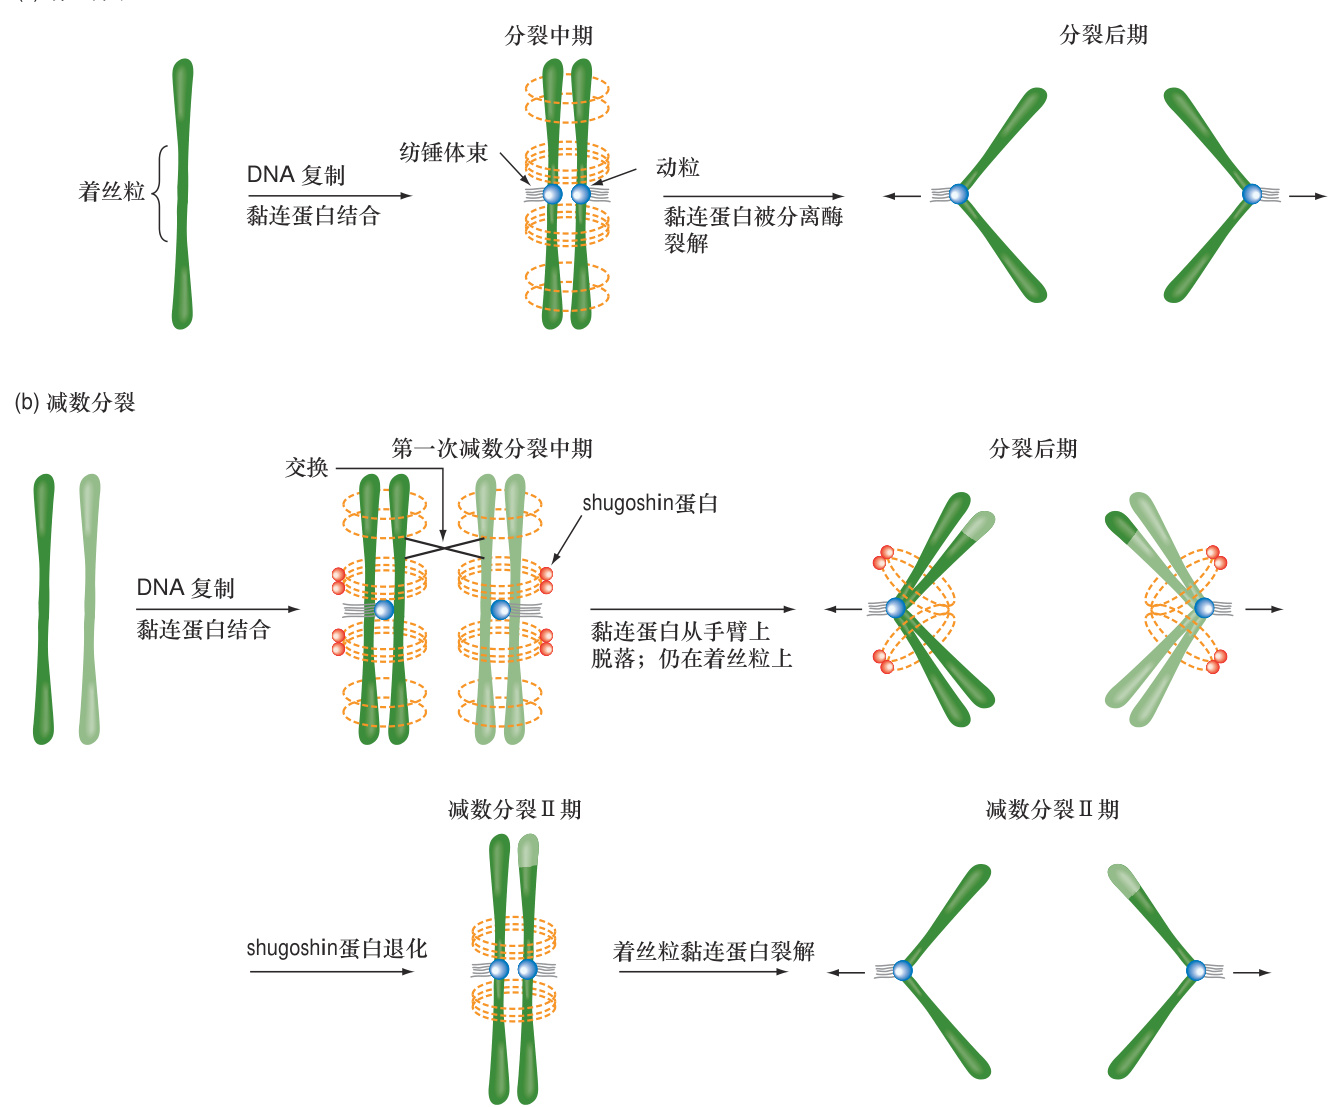 分裂中期
分裂后期
纺锤体束
动粒
着丝粒
DNA 复制
黏连蛋白结合
黏连蛋白被分离酶
裂解
(b) 减数分裂
第一次减数分裂中期
分裂后期
交换
shugoshin蛋白
DNA 复制
黏连蛋白结合
黏连蛋白从手臂上
脱落；仍在着丝粒上
减数分裂Ⅱ期
减数分裂Ⅱ期
shugoshin蛋白退化
着丝粒黏连蛋白裂解